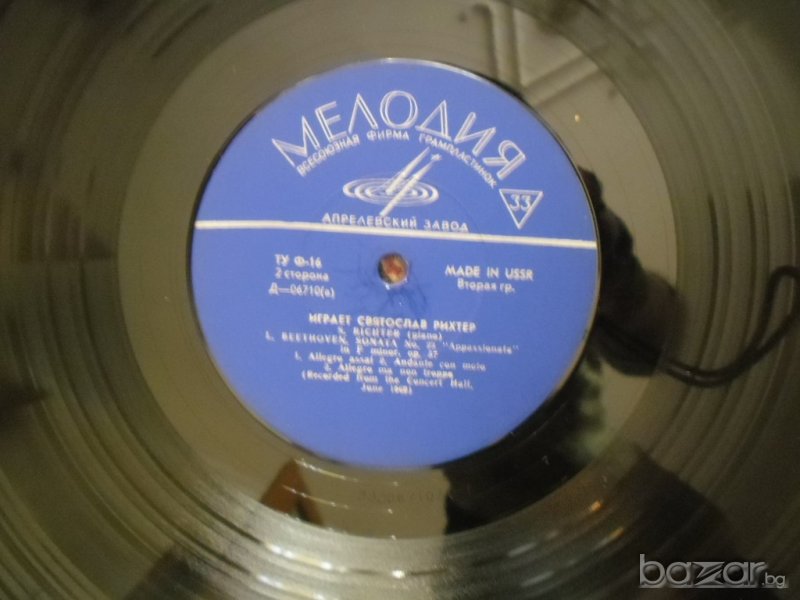 МЕЛОДИЯ
ВСЕСОЮЗНАЯ ФИРМА ГРАМПЛАСТИНОК
33
АПРЕЛЕВСКИЙ ЗАВОД
ТУ Ф-16
2 сторона
Д—06710(а)
MADE IN USSR
Вторая гр.
ИГРАЕТ СВЯТОСЛАВ РИХТЕР
S. RICHTER (piano)
L. BEETHOVEN. SONATA No. 23 "Appassionata"
in F minor, op. 57
1. Allegro assai 2. Andante con moto
3. Allegro ma non troppo
(Recorded from the Concert Hall,
June 1960)
bazar.bg